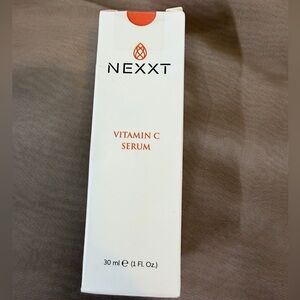 NEXXT
VITAMIN C
SERUM
30 ml ℮ (1 Fl. Oz.)